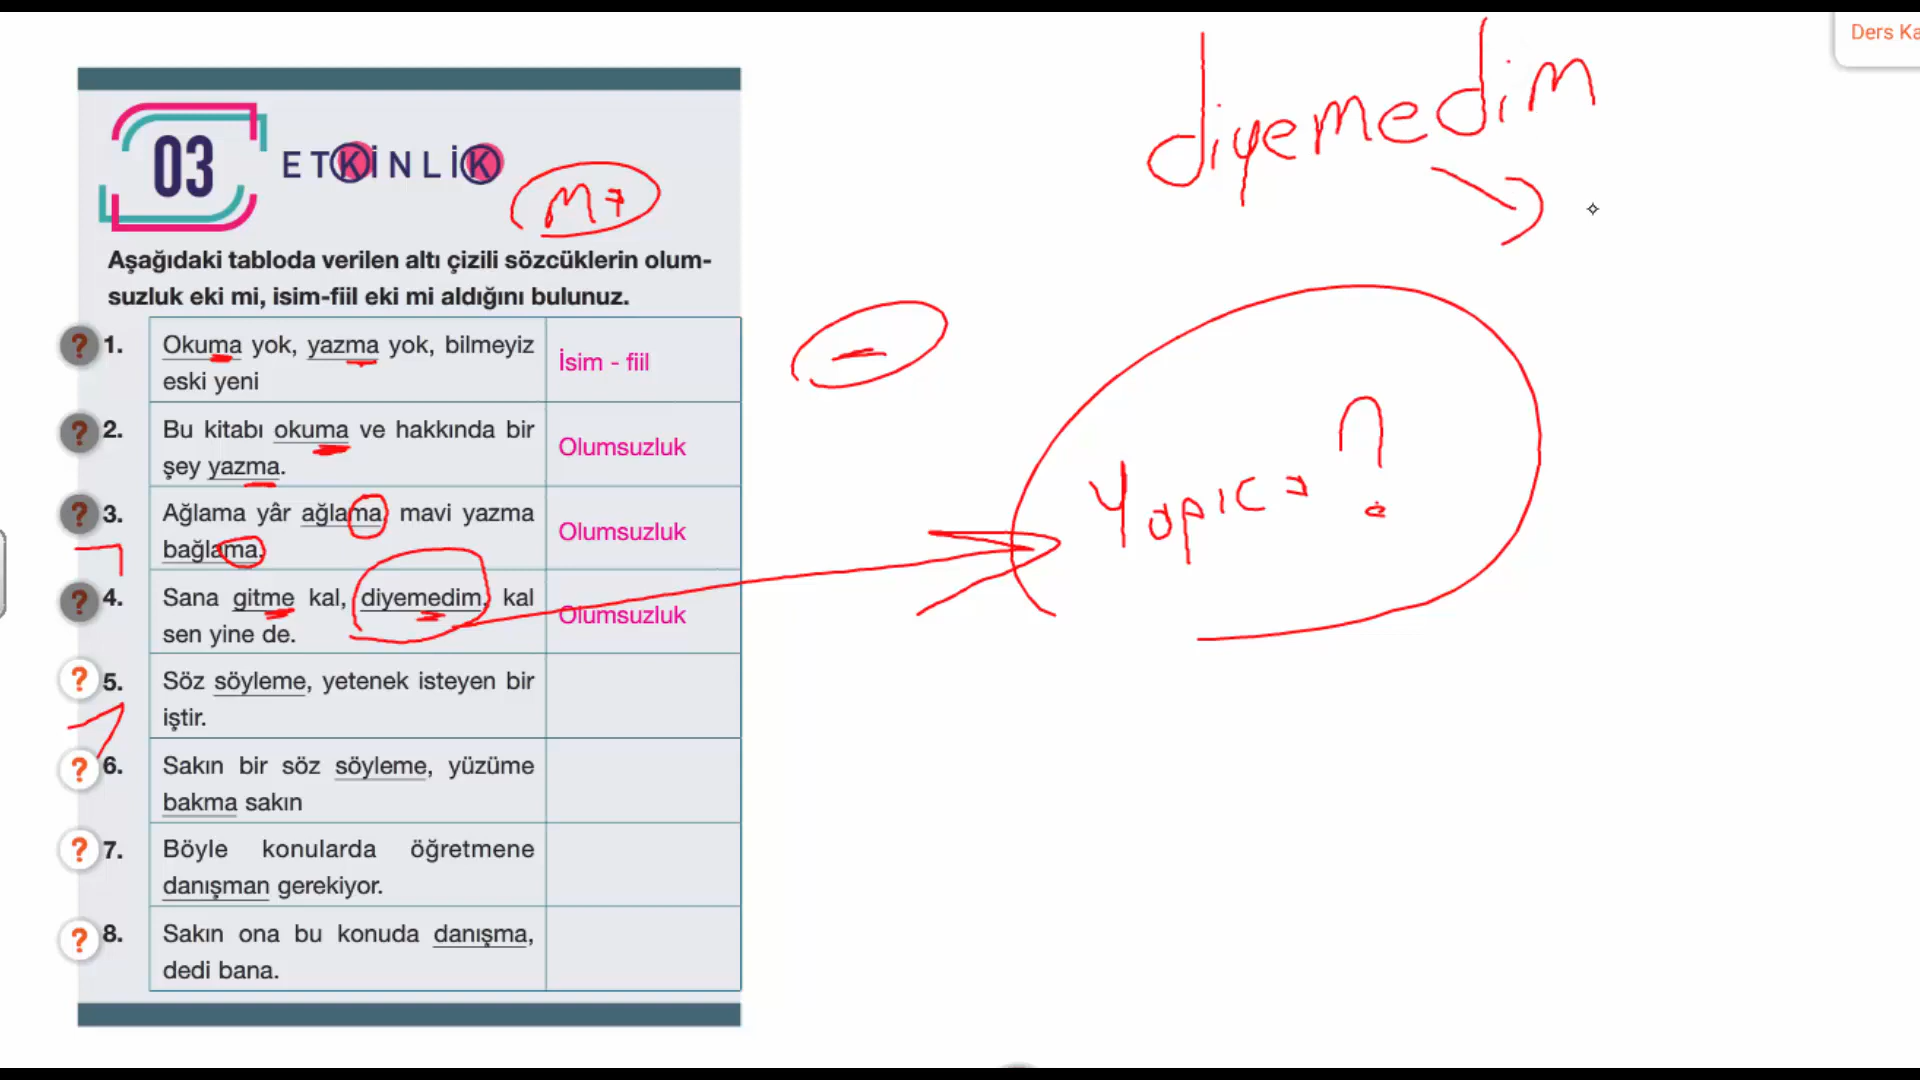 Ders Ka
diyemedim
03
ETKİNLİK
Aşağıdaki tabloda verilen altı çizili sözcüklerin olum-
suzluk eki mi, isim-fiil eki mi aldığını bulunuz.
? 1. Okuma yok, yazma yok, bilmeyiz
eski yeni
İsim - fiil
? 2. Bu kitabı okuma ve hakkında bir
şey yazma.
Olumsuzluk
? 3. Ağlama yâr ağlama, mavi yazma
bağlama.
Olumsuzluk
? 4. Sana gitme kal, diyemedim, kal
sen yine de.
Olumsuzluk
? 5. Söz söyleme, yetenek isteyen bir
iştir.
? 6. Sakın bir söz söyleme, yüzüme
bakma sakın
? 7. Böyle konularda öğretmene
danışman gerekiyor.
? 8. Sakın ona bu konuda danışma,
dedi bana.